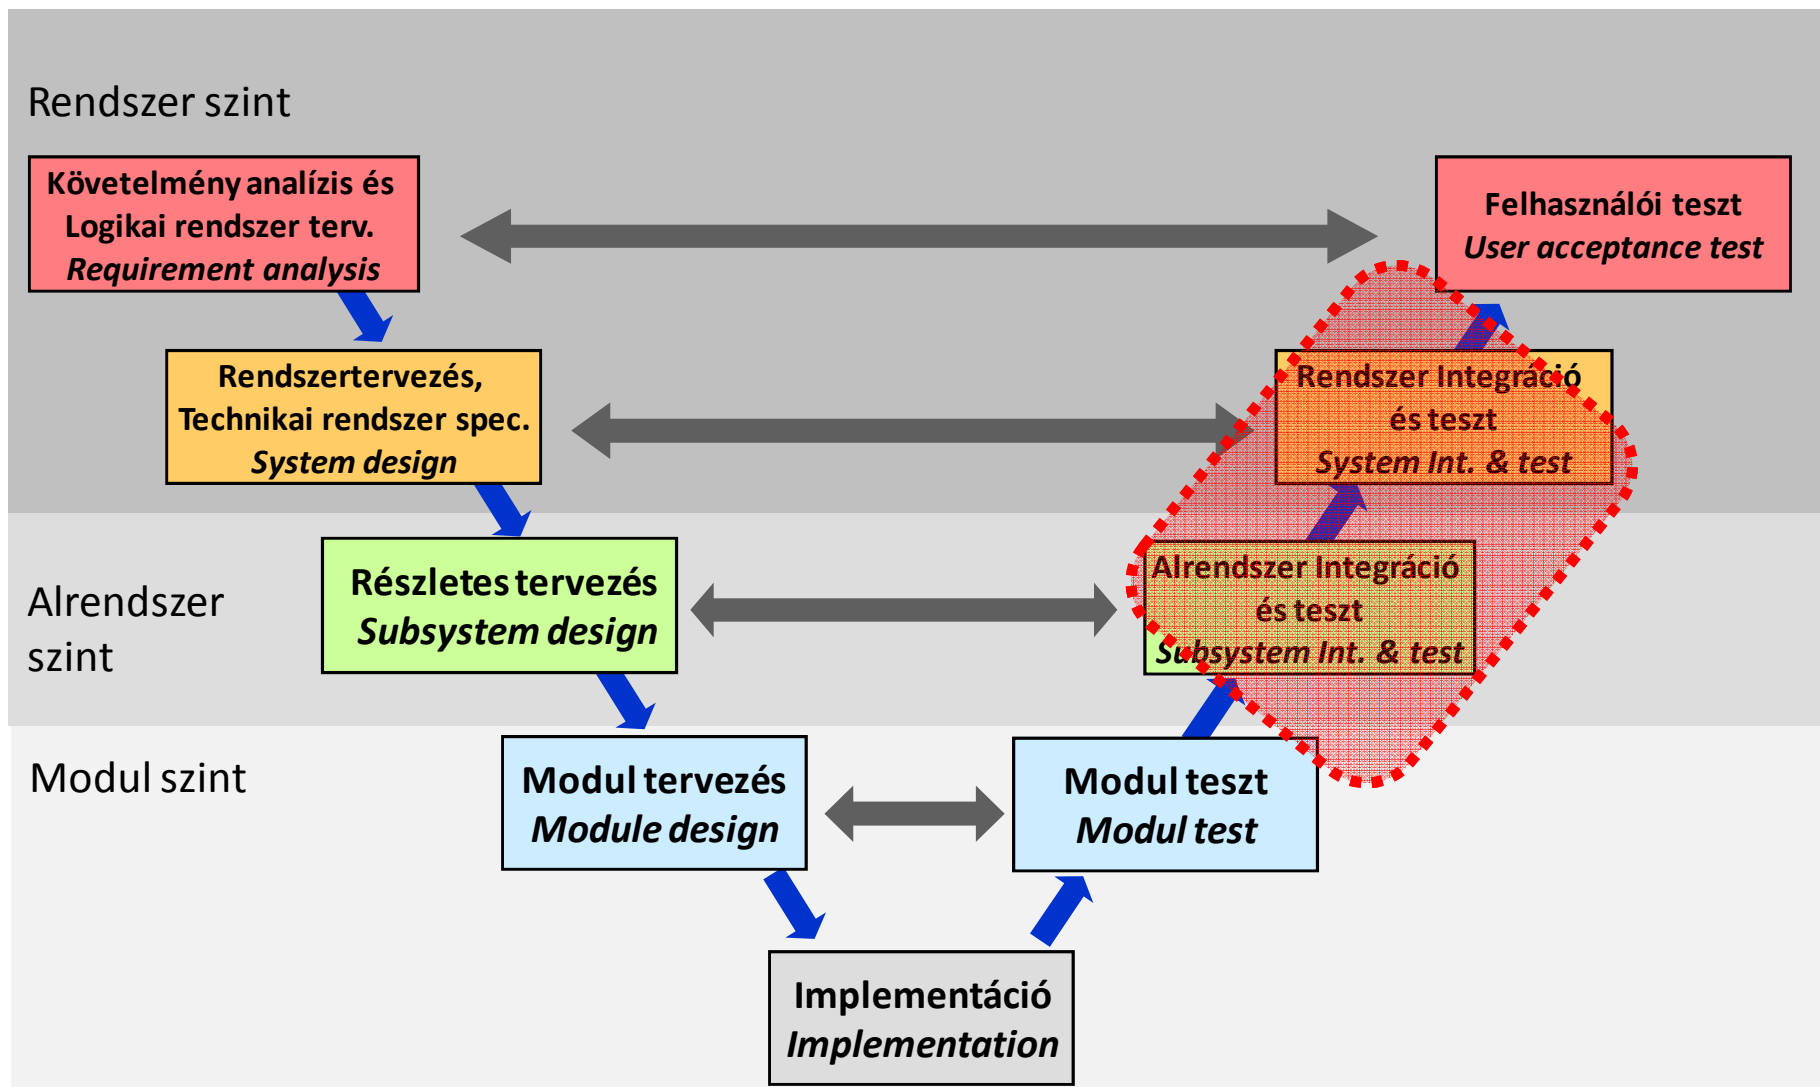 Rendszer szint
Követelmény analízis és
Logikai rendszer terv.
Requirement analysis
Felhasználói teszt
User acceptance test
Rendszertervezés,
Technikai rendszer spec.
System design
Rendszer Integráció
és teszt
System Int. & test
Alrendszer
szint
Részletes tervezés
Subsystem design
Alrendszer Integráció
és teszt
Subsystem Int. & test
Modul szint
Modul tervezés
Module design
Modul teszt
Modul test
Implementáció
Implementation